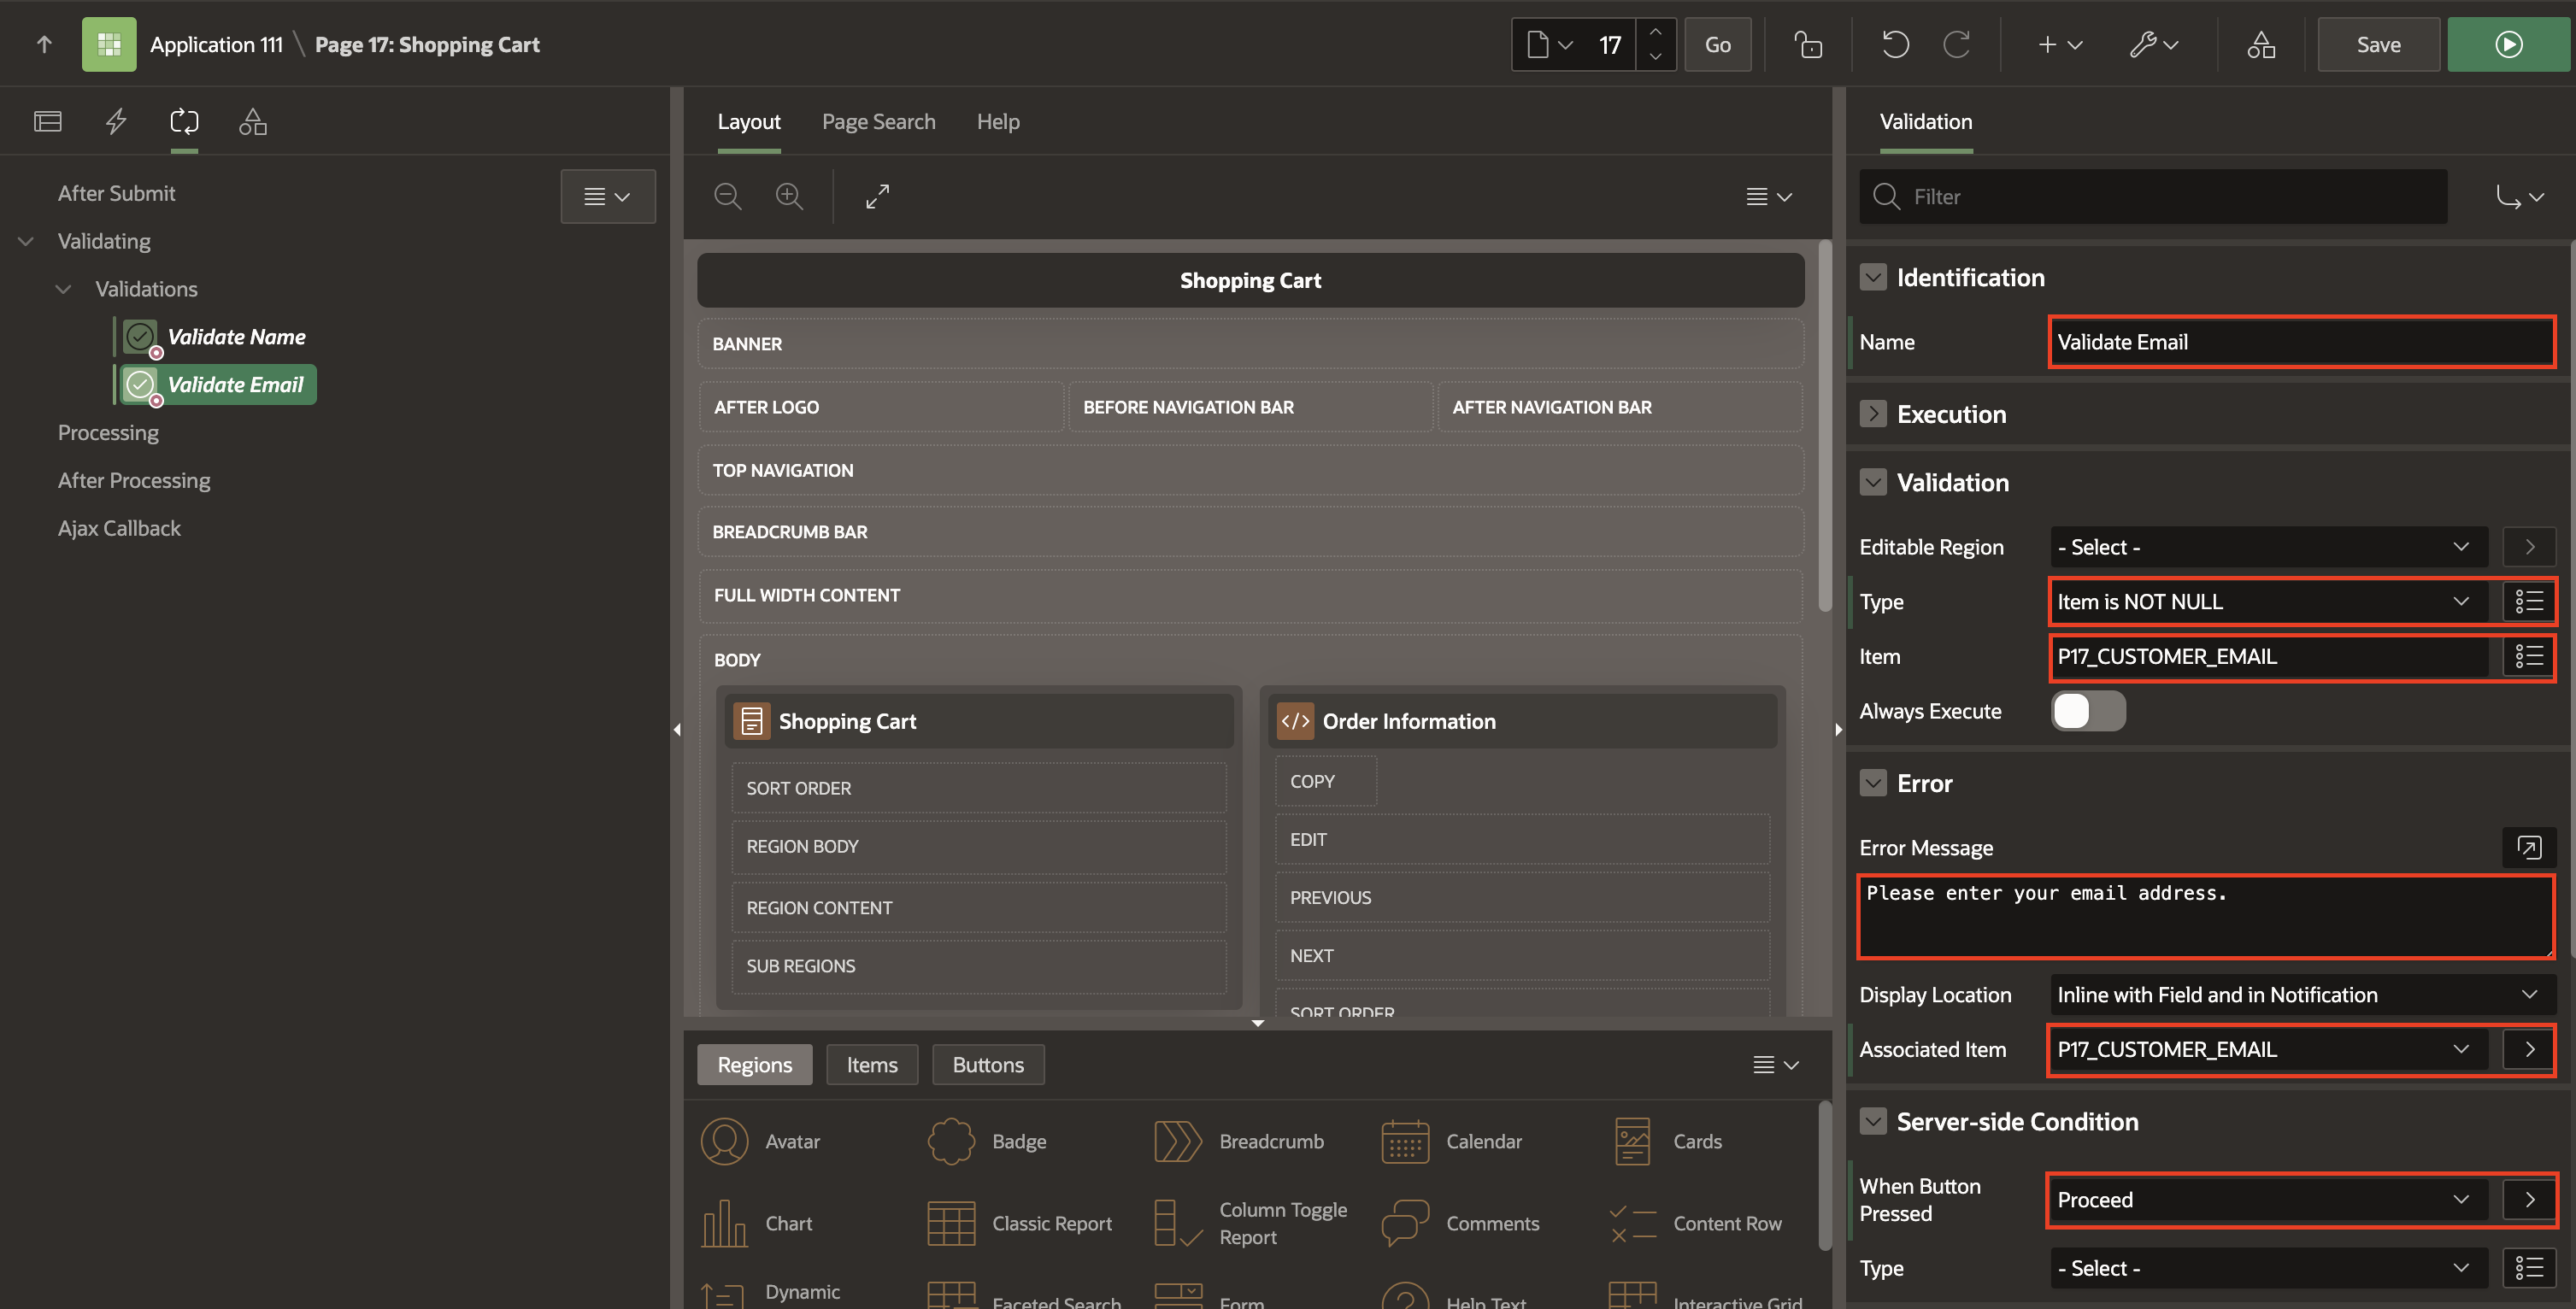 Application 111 \ Page 17: Shopping Cart
17
Go
Save
After Submit
Validating
Validations
Validate Name
Validate Email
Processing
After Processing
Ajax Callback
Layout
Page Search
Help
Shopping Cart
BANNER
AFTER LOGO
BEFORE NAVIGATION BAR
AFTER NAVIGATION BAR
TOP NAVIGATION
BREADCRUMB BAR
FULL WIDTH CONTENT
BODY
Shopping Cart
SORT ORDER
REGION BODY
REGION CONTENT
SUB REGIONS
Order Information
COPY
EDIT
PREVIOUS
NEXT
SORT ORDER
Regions
Items
Buttons
Avatar
Badge
Breadcrumb
Calendar
Cards
Chart
Classic Report
Column Toggle
Report
Comments
Content Row
Dynamic
Faceted Search
Form
Help Text
Interactive Grid
Validation
Filter
Identification
Name
Validate Email
Execution
Validation
Editable Region
- Select -
Type
Item is NOT NULL
Item
P17_CUSTOMER_EMAIL
Always Execute
Error
Error Message
Please enter your email address.
Display Location
Inline with Field and in Notification
Associated Item
P17_CUSTOMER_EMAIL
Server-side Condition
When Button
Pressed
Proceed
Type
- Select -